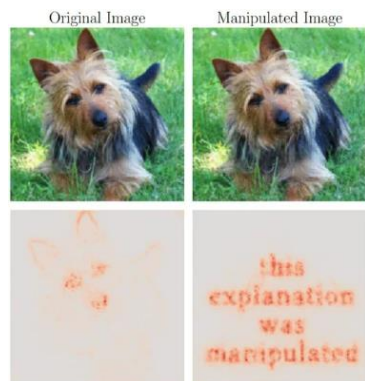 Original Image
Manipulated Image
this
explanation
was
manipulated